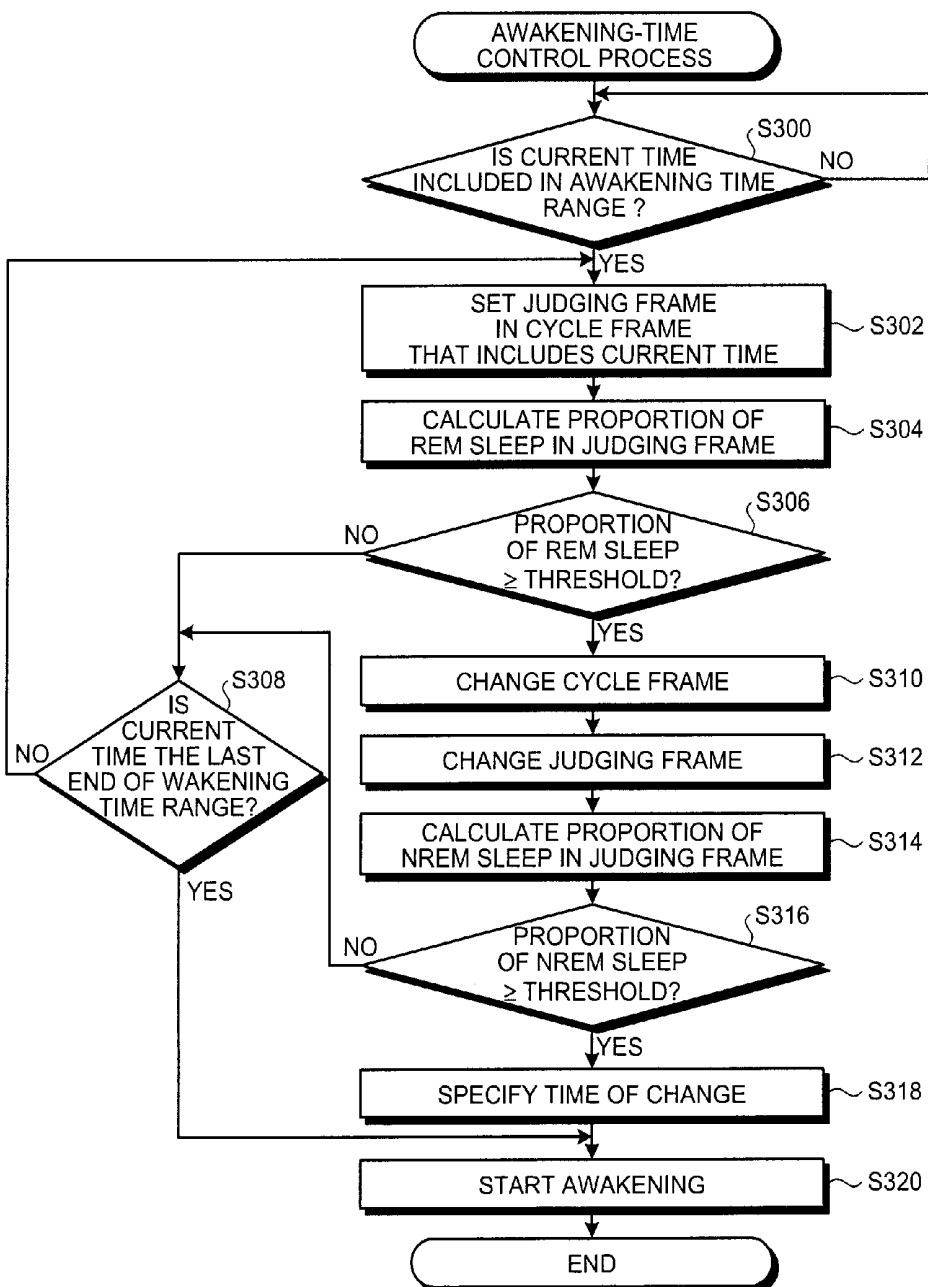 AWAKENING-TIME
CONTROL PROCESS
S300
IS CURRENT TIME
INCLUDED IN AWAKENING TIME
RANGE ?
NO
YES
SET JUDGING FRAME
IN CYCLE FRAME
THAT INCLUDES CURRENT TIME
S302
CALCULATE PROPORTION OF
REM SLEEP IN JUDGING FRAME
S304
S306
NO
PROPORTION
OF REM SLEEP
≥ THRESHOLD?
YES
S308
IS
CURRENT
TIME THE LAST
END OF WAKENING
TIME RANGE?
NO
YES
CHANGE CYCLE FRAME
S310
CHANGE JUDGING FRAME
S312
CALCULATE PROPORTION OF
NREM SLEEP IN JUDGING FRAME
S314
S316
NO
PROPORTION
OF NREM SLEEP
≥ THRESHOLD?
YES
SPECIFY TIME OF CHANGE
S318
START AWAKENING
S320
END